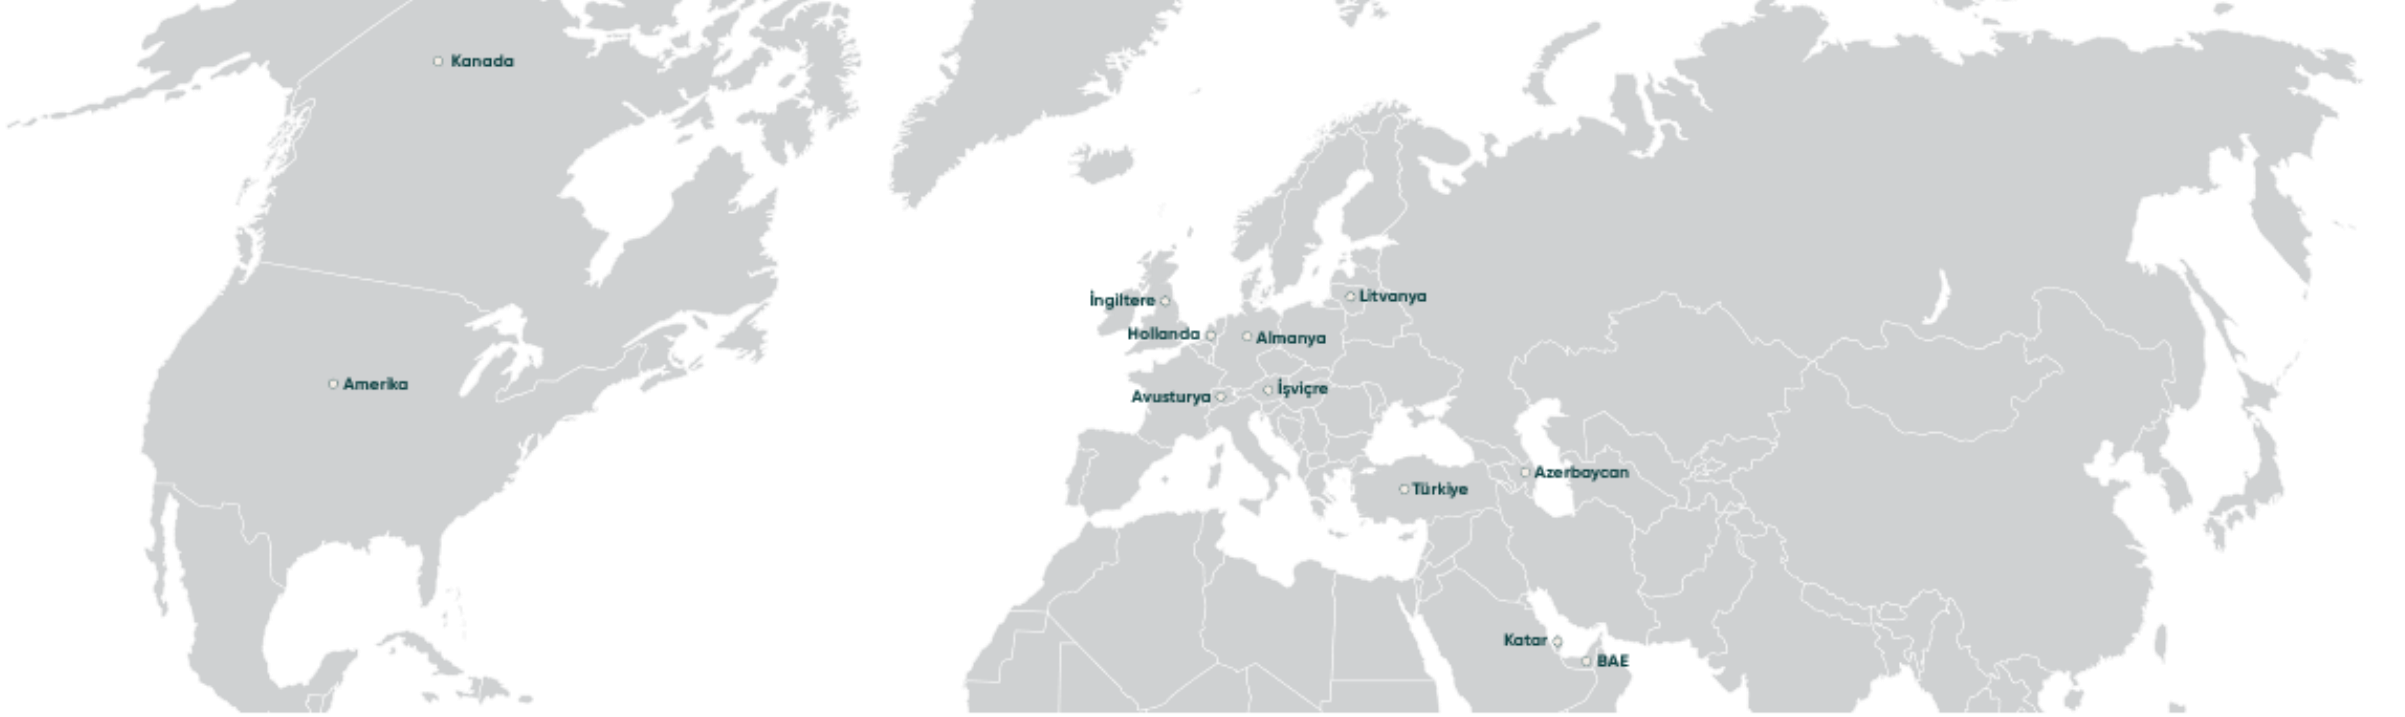 Kanada
İngiltere
Litvanya
Hollanda
Almanya
Amerika
Avusturya
İşviçre
Azerbaycan
Türkiye
Katar
BAE